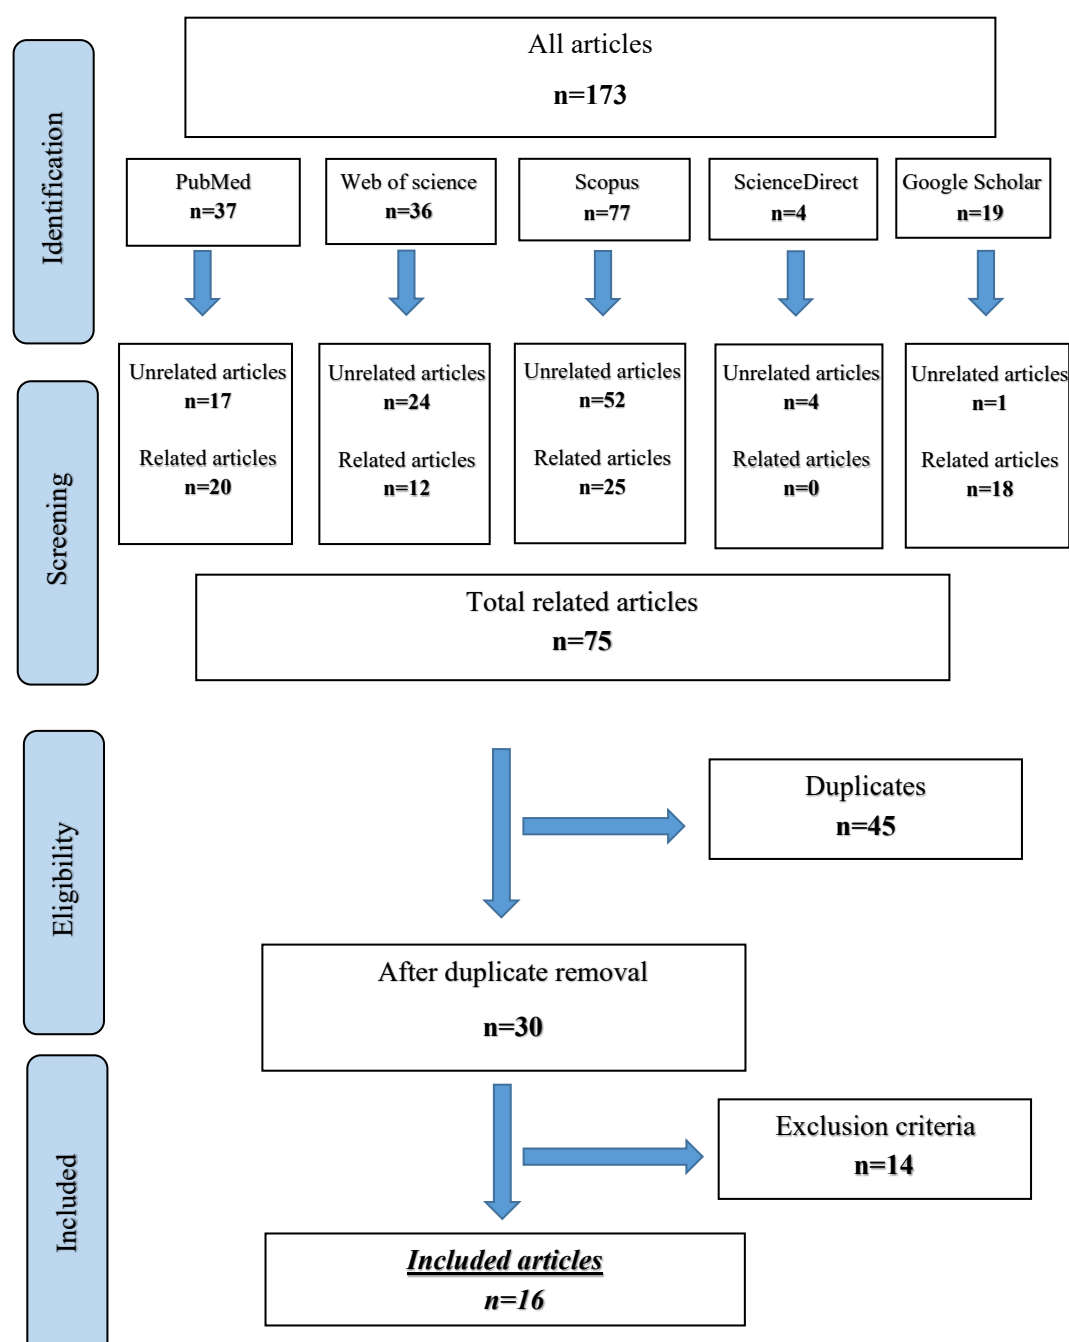 All articles
n=173
Identification
PubMed
n=37
Web of science
n=36
Scopus
n=77
ScienceDirect
n=4
Google Scholar
n=19
Screening
Unrelated articles
n=17
Related articles
n=20
Unrelated articles
n=24
Related articles
n=12
Unrelated articles
n=52
Related articles
n=25
Unrelated articles
n=4
Related articles
n=0
Unrelated articles
n=1
Related articles
n=18
Total related articles
n=75
Eligibility
Duplicates
n=45
After duplicate removal
n=30
Included
Exclusion criteria
n=14
Included articles
n=16